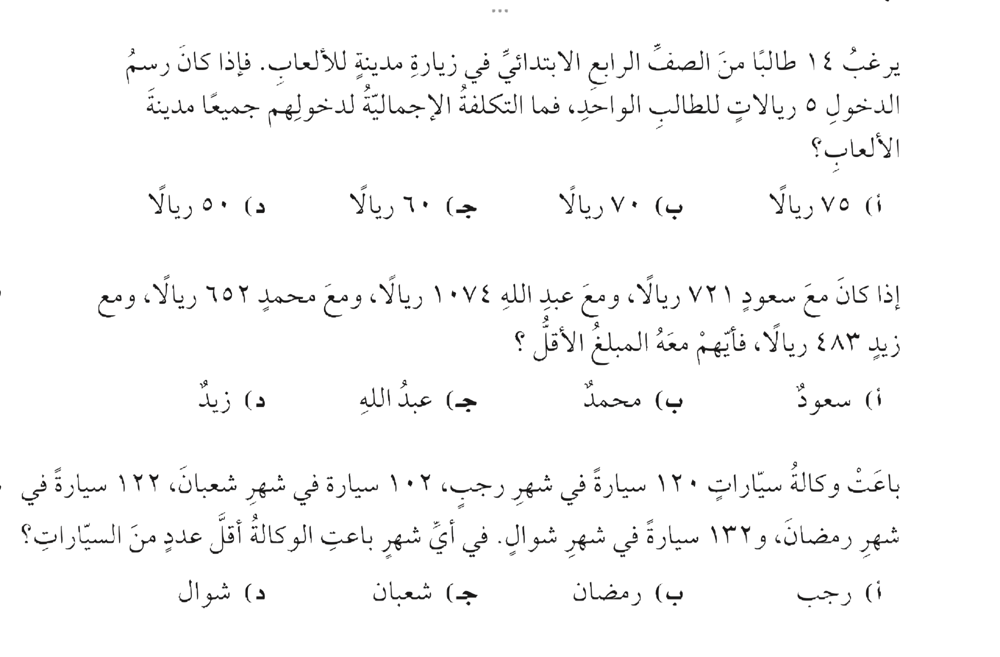 يرغبُ ١٤ طالبًا منَ الصفِّ الرابعِ الابتدائيِّ في زيارةِ مدينةٍ للألعابِ. فإذا كانَ رسمُ
الدخولِ ٥ ريالاتٍ للطالبِ الواحدِ، فما التكلفةُ الإجماليّةُ لدخولِهم جميعًا مدينةَ
الألعابِ؟
أ) ٧٥ ريالًا ب) ٧٠ ريالًا جـ) ٦٠ ريالًا د) ٥٠ ريالًا
إذا كانَ معَ سعودٍ ٧٢١ ريالًا، ومعَ عبدِ اللهِ ١٠٧٤ ريالًا، ومعَ محمدٍ ٦٥٢ ريالًا، ومع
زيدٍ ٤٨٣ ريالًا، فأيّهمْ معَهُ المبلغُ الأقلُّ ؟
أ) سعودٌ ب) محمدٌ جـ) عبدُ اللهِ د) زيدٌ
باعَتْ وكالةُ سيّاراتٍ ١٢٠ سيارةً في شهرِ رجبٍ، ١٠٢ سيارة في شهرِ شعبانَ، ١٢٢ سيارةً في
شهرِ رمضانَ، و ١٣٢ سيارةً في شهرِ شوالٍ. في أيِّ شهرٍ باعتِ الوكالةُ أقلَّ عددٍ منَ السيّاراتِ؟
أ) رجب ب) رمضان جـ) شعبان د) شوال